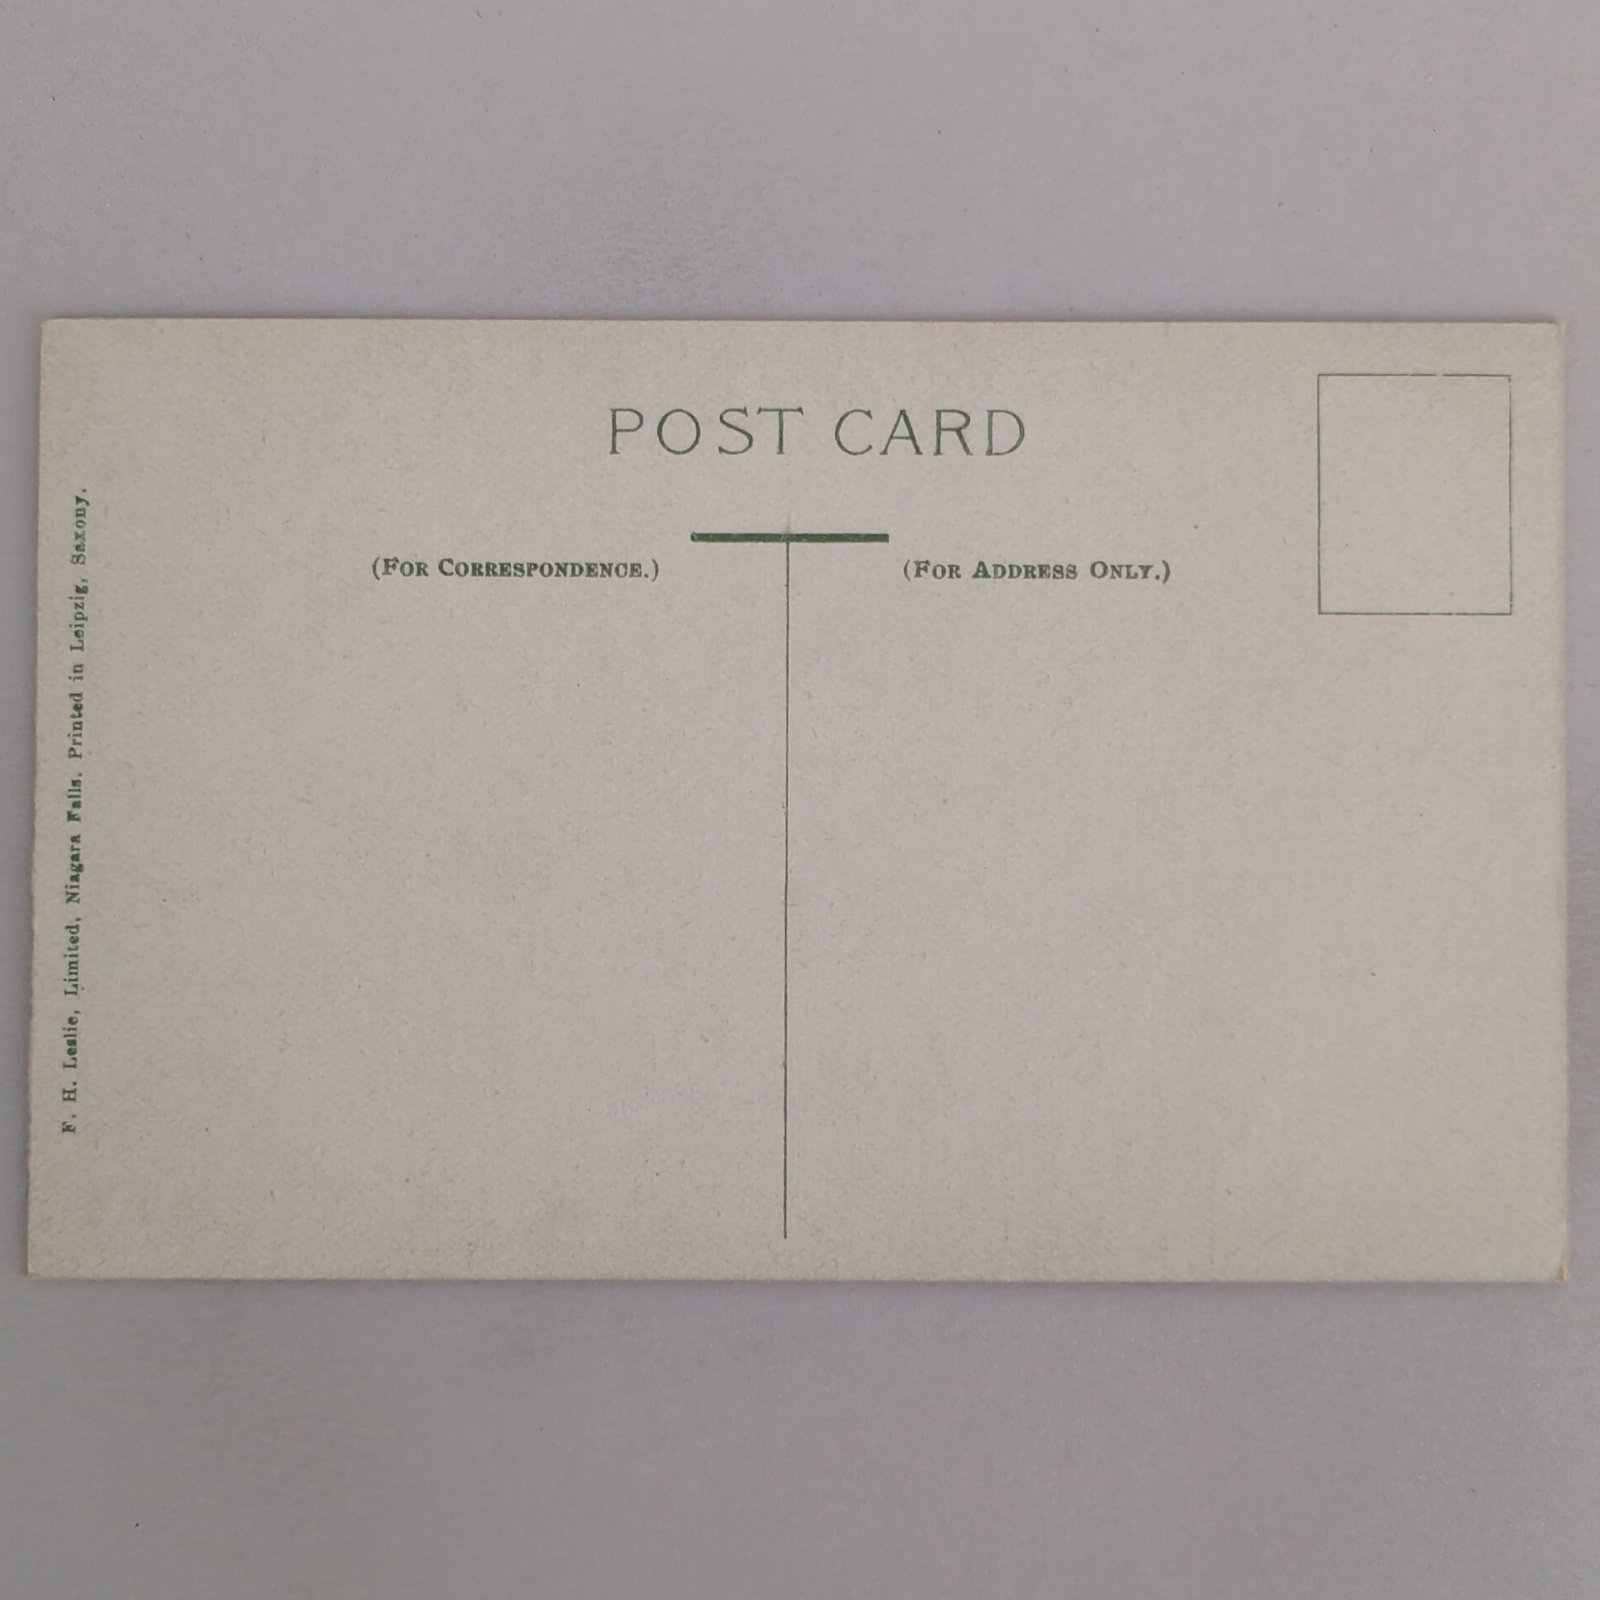 POST CARD
(FOR CORRESPONDENCE.)
(FOR ADDRESS ONLY.)
F. H. Leslie, Limited, Niagara Falls. Printed in Leipzig, Saxony.